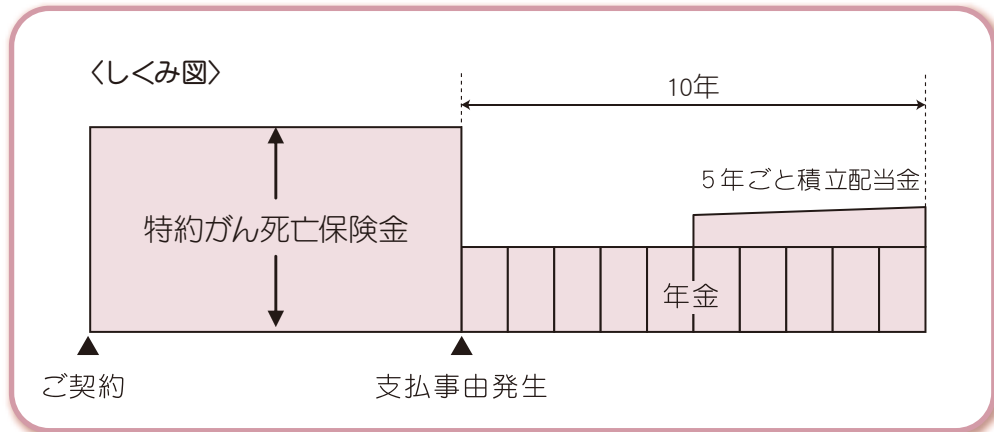 〈しくみ図〉
10年
5年ごと積立配当金
特約がん死亡保険金
年金
ご契約
支払事由発生